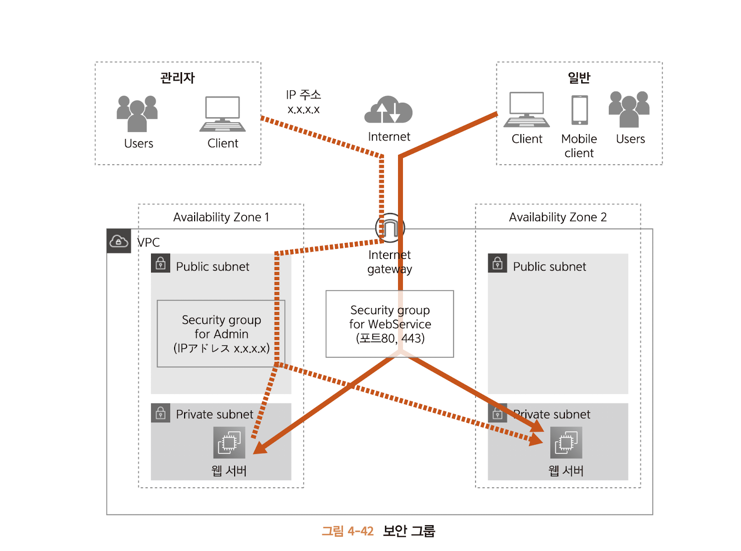 관리자
Users
Client
IP 주소
x.x.x.x
Internet
일반
Client
Mobile
client
Users
Availability Zone 1
Availability Zone 2
VPC
Internet
gateway
Public subnet
Public subnet
Security group
for Admin
(IPアドレス x.x.x.x)
Security group
for WebService
(포트80, 443)
Private subnet
Private subnet
웹 서버
웹 서버
그림 4-42 보안 그룹